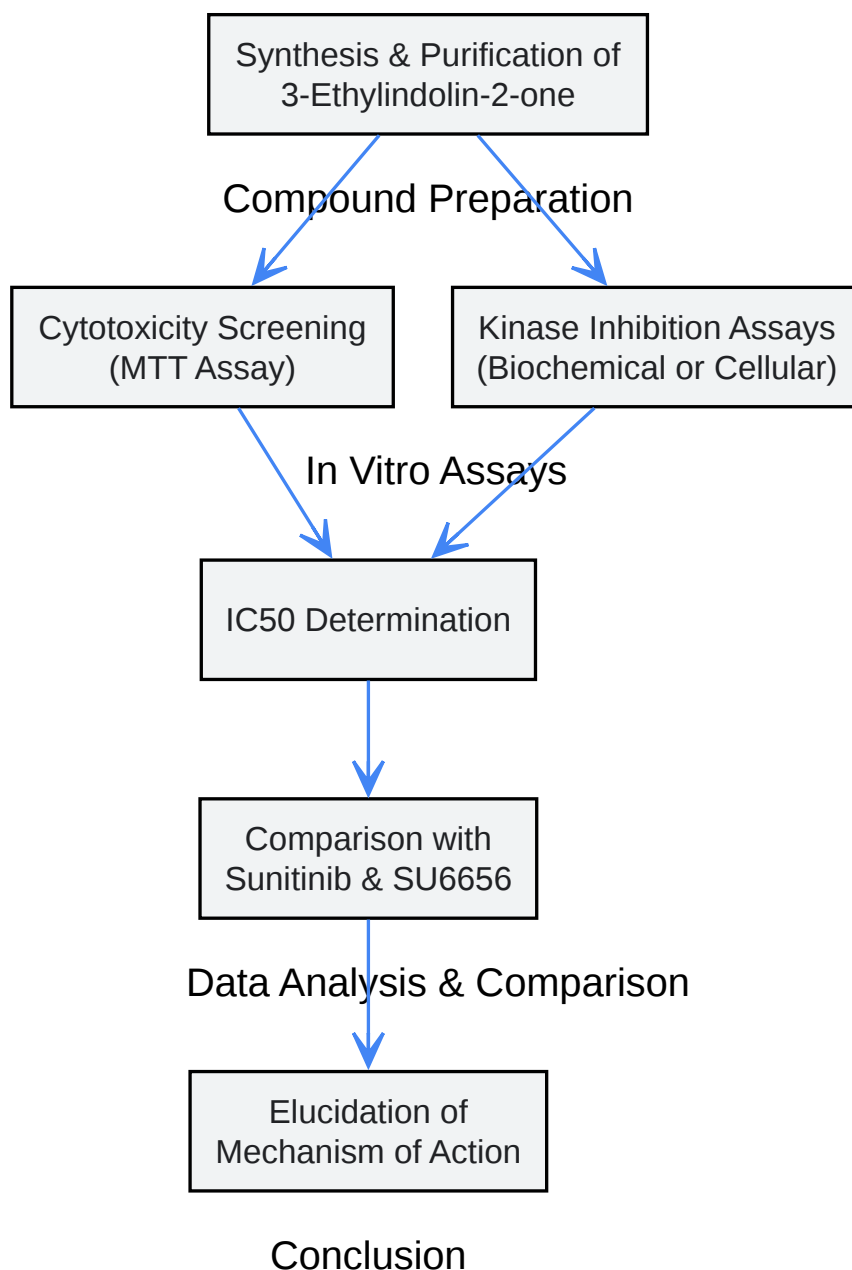 Synthesis & Purification of
3-Ethylindolin-2-one
Compound Preparation
Cytotoxicity Screening
(MTT Assay)
Kinase Inhibition Assays
(Biochemical or Cellular)
In Vitro Assays
IC50 Determination
Comparison with
Sunitinib & SU6656
Data Analysis & Comparison
Elucidation of
Mechanism of Action
Conclusion